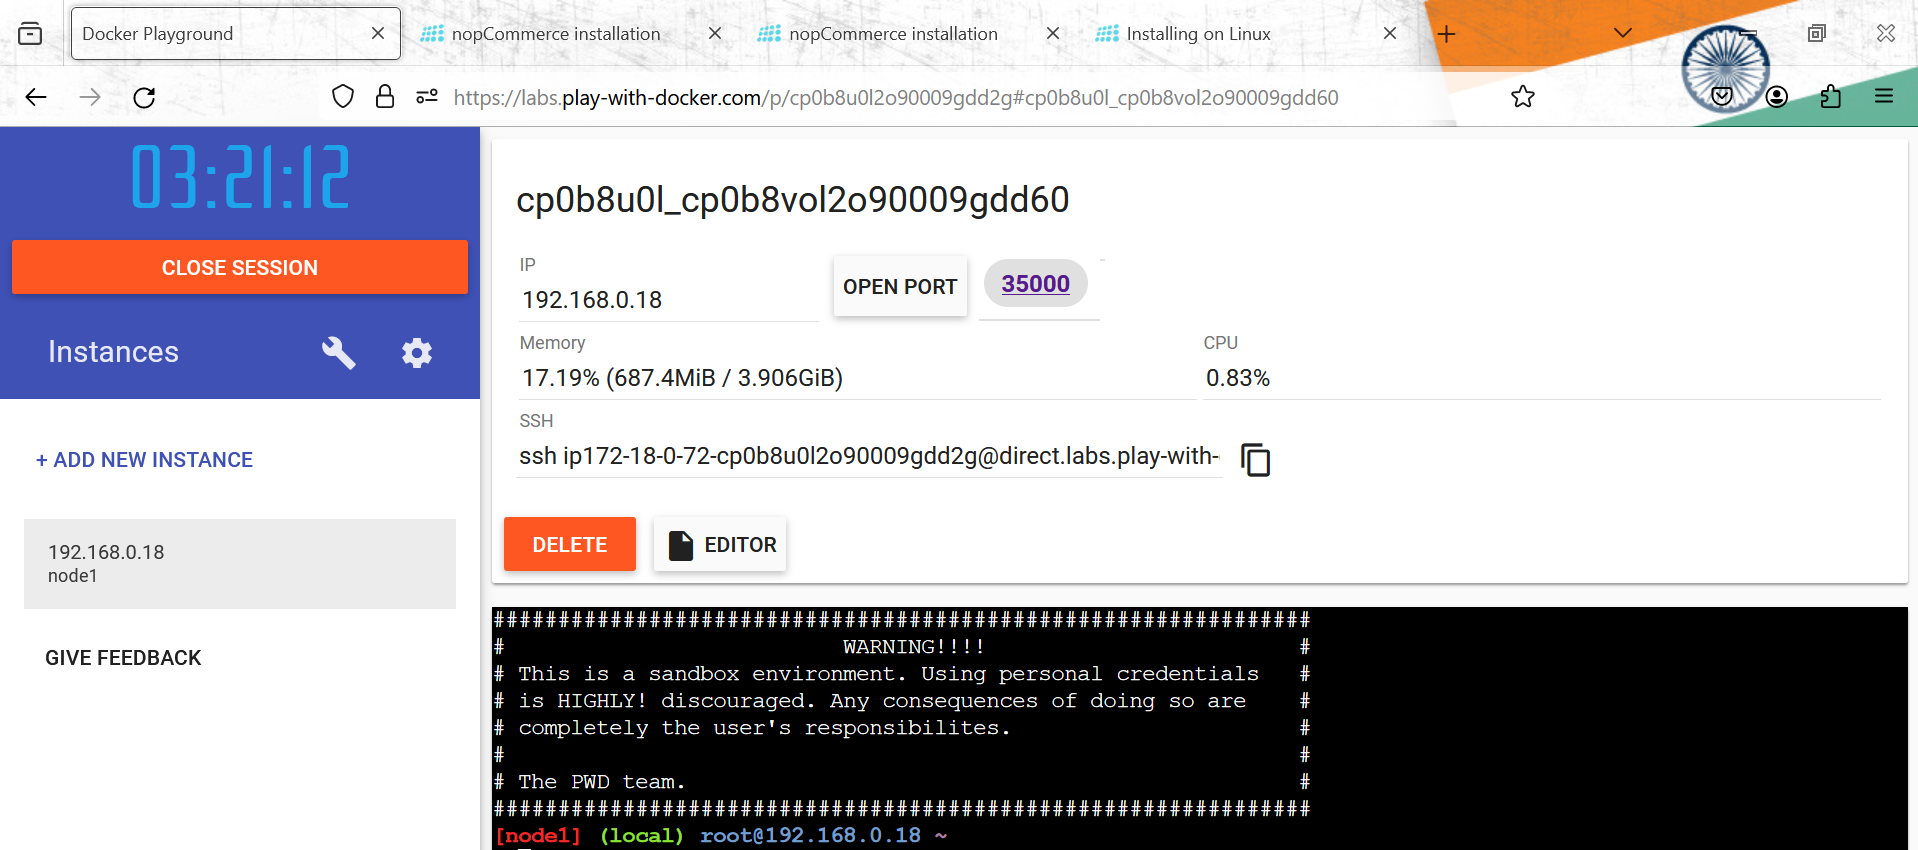 Docker Playground
nopCommerce installation
nopCommerce installation
Installing on Linux
https://labs.play-with-docker.com/p/cp0b8u0l2o90009gdd2g#cp0b8u0l_cp0b8vol2o90009gdd60
03:21:12
CLOSE SESSION
Instances
+ ADD NEW INSTANCE
192.168.0.18
node1
GIVE FEEDBACK
cp0b8u0l_cp0b8vol2o90009gdd60
IP
192.168.0.18
OPEN PORT
35000
Memory
17.19% (687.4MiB / 3.906GiB)
CPU
0.83%
SSH
ssh ip172-18-0-72-cp0b8u0l2o90009gdd2g@direct.labs.play-with-
DELETE
EDITOR
###############################################################
# WARNING!!!! #
# This is a sandbox environment. Using personal credentials #
# is HIGHLY! discouraged. Any consequences of doing so are #
# completely the user's responsibilites. #
# #
# The PWD team. #
###############################################################
[node1] (local) root@192.168.0.18 ~